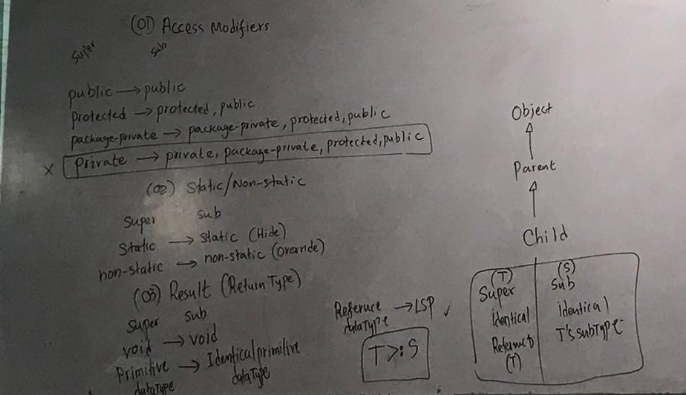 (01) Access Modifiers
Super sub
public → public
protected → protected, public
package-private → package-private, protected, public
X private → private, package-private, protected, public
(02) Static/Non-static
Super sub
Static → static (Hide)
non-static → non-static (Override)
(03) Result (Return Type)
Super sub
void → void
Primitive dataType → Identical primitive dataType
Reference dataType → LSP ✓
T >: S
Object
Parent
Child
(T) (S)
Super Sub
identical identical
Reference T's subType
(T)